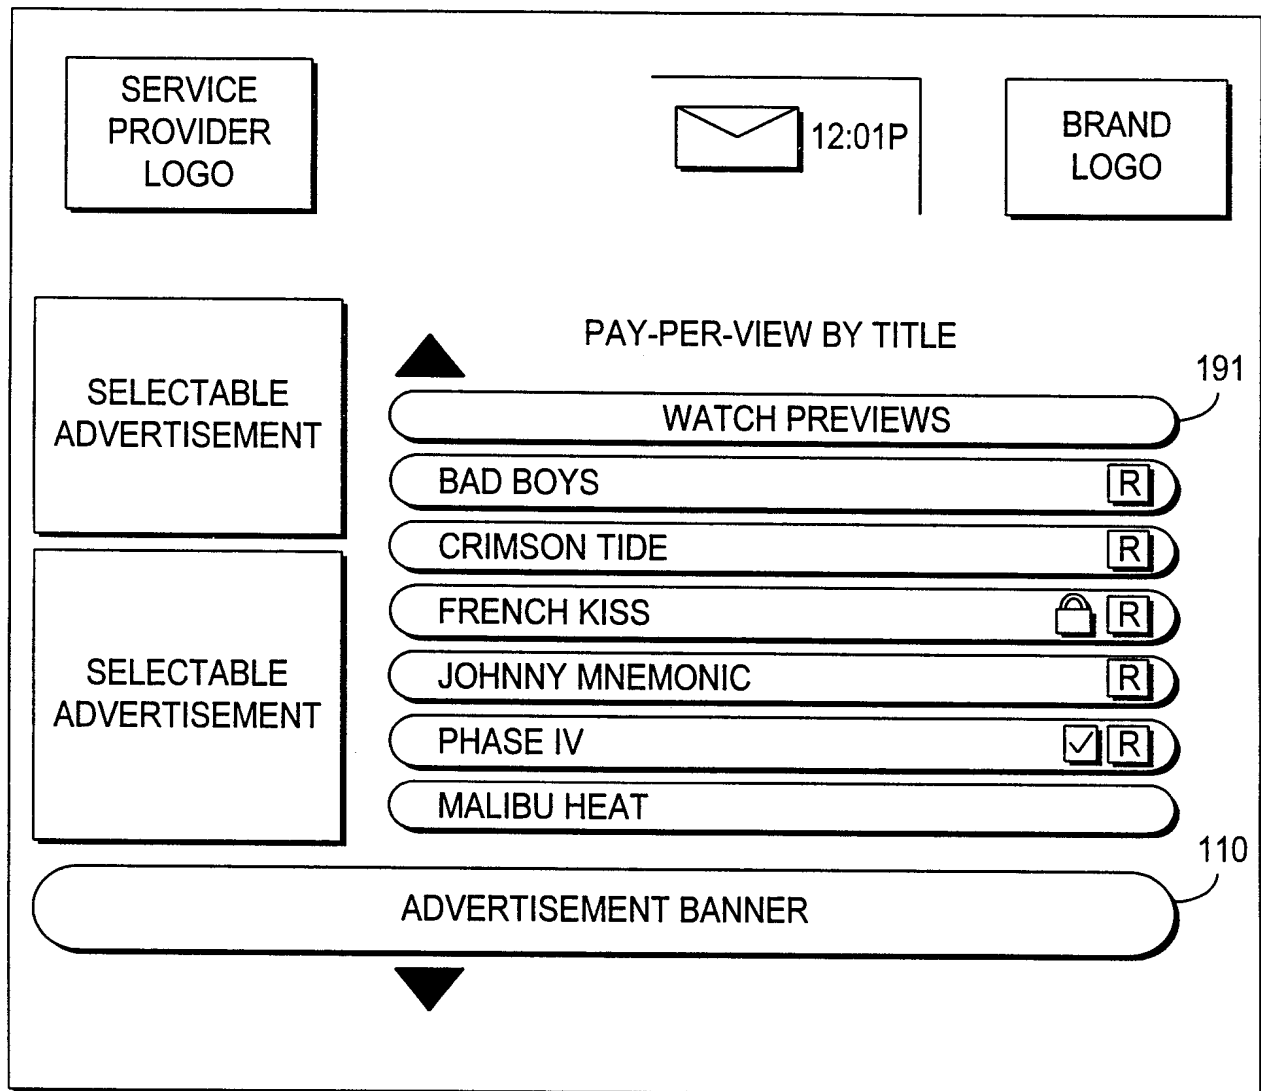 SERVICE
PROVIDER
LOGO
12:01P
BRAND
LOGO
SELECTABLE
ADVERTISEMENT
SELECTABLE
ADVERTISEMENT
PAY-PER-VIEW BY TITLE
191
WATCH PREVIEWS
BAD BOYS R
CRIMSON TIDE R
FRENCH KISS R
JOHNNY MNEMONIC R
PHASE IV R
MALIBU HEAT
110
ADVERTISEMENT BANNER